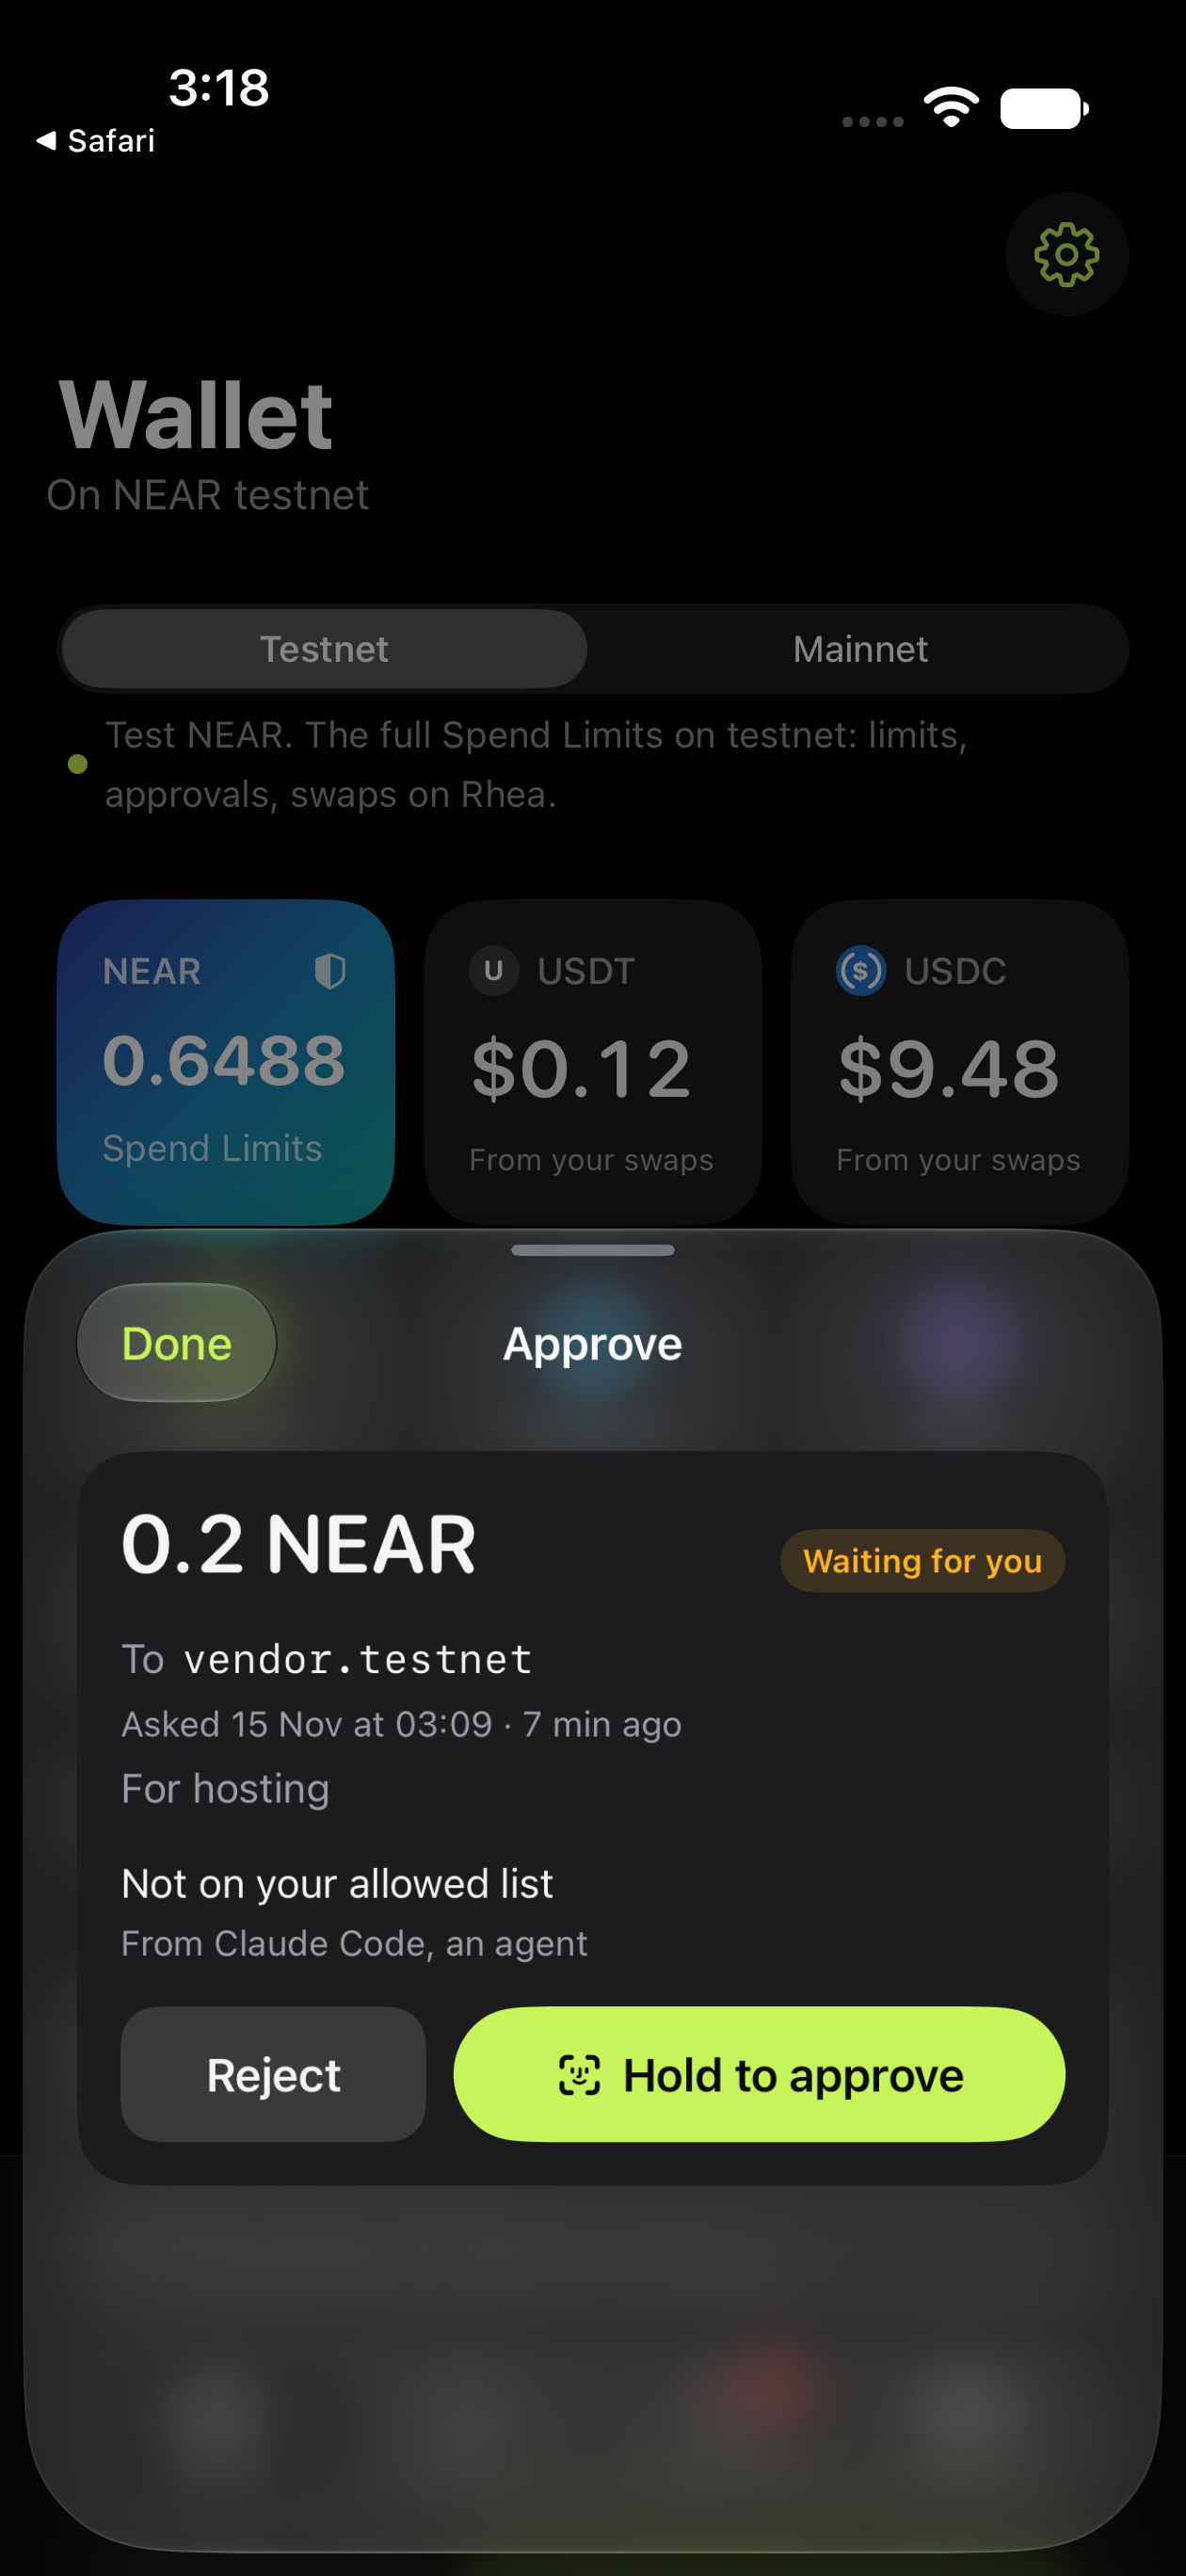 3:18
Safari
Wallet
On NEAR testnet
Testnet
Mainnet
Test NEAR. The full Spend Limits on testnet: limits,
approvals, swaps on Rhea.
NEAR
0.6488
Spend Limits
U USDT
$0.12
From your swaps
$ USDC
$9.48
From your swaps
Done
Approve
0.2 NEAR
Waiting for you
To vendor.testnet
Asked 15 Nov at 03:09 · 7 min ago
For hosting
Not on your allowed list
From Claude Code, an agent
Reject
Hold to approve